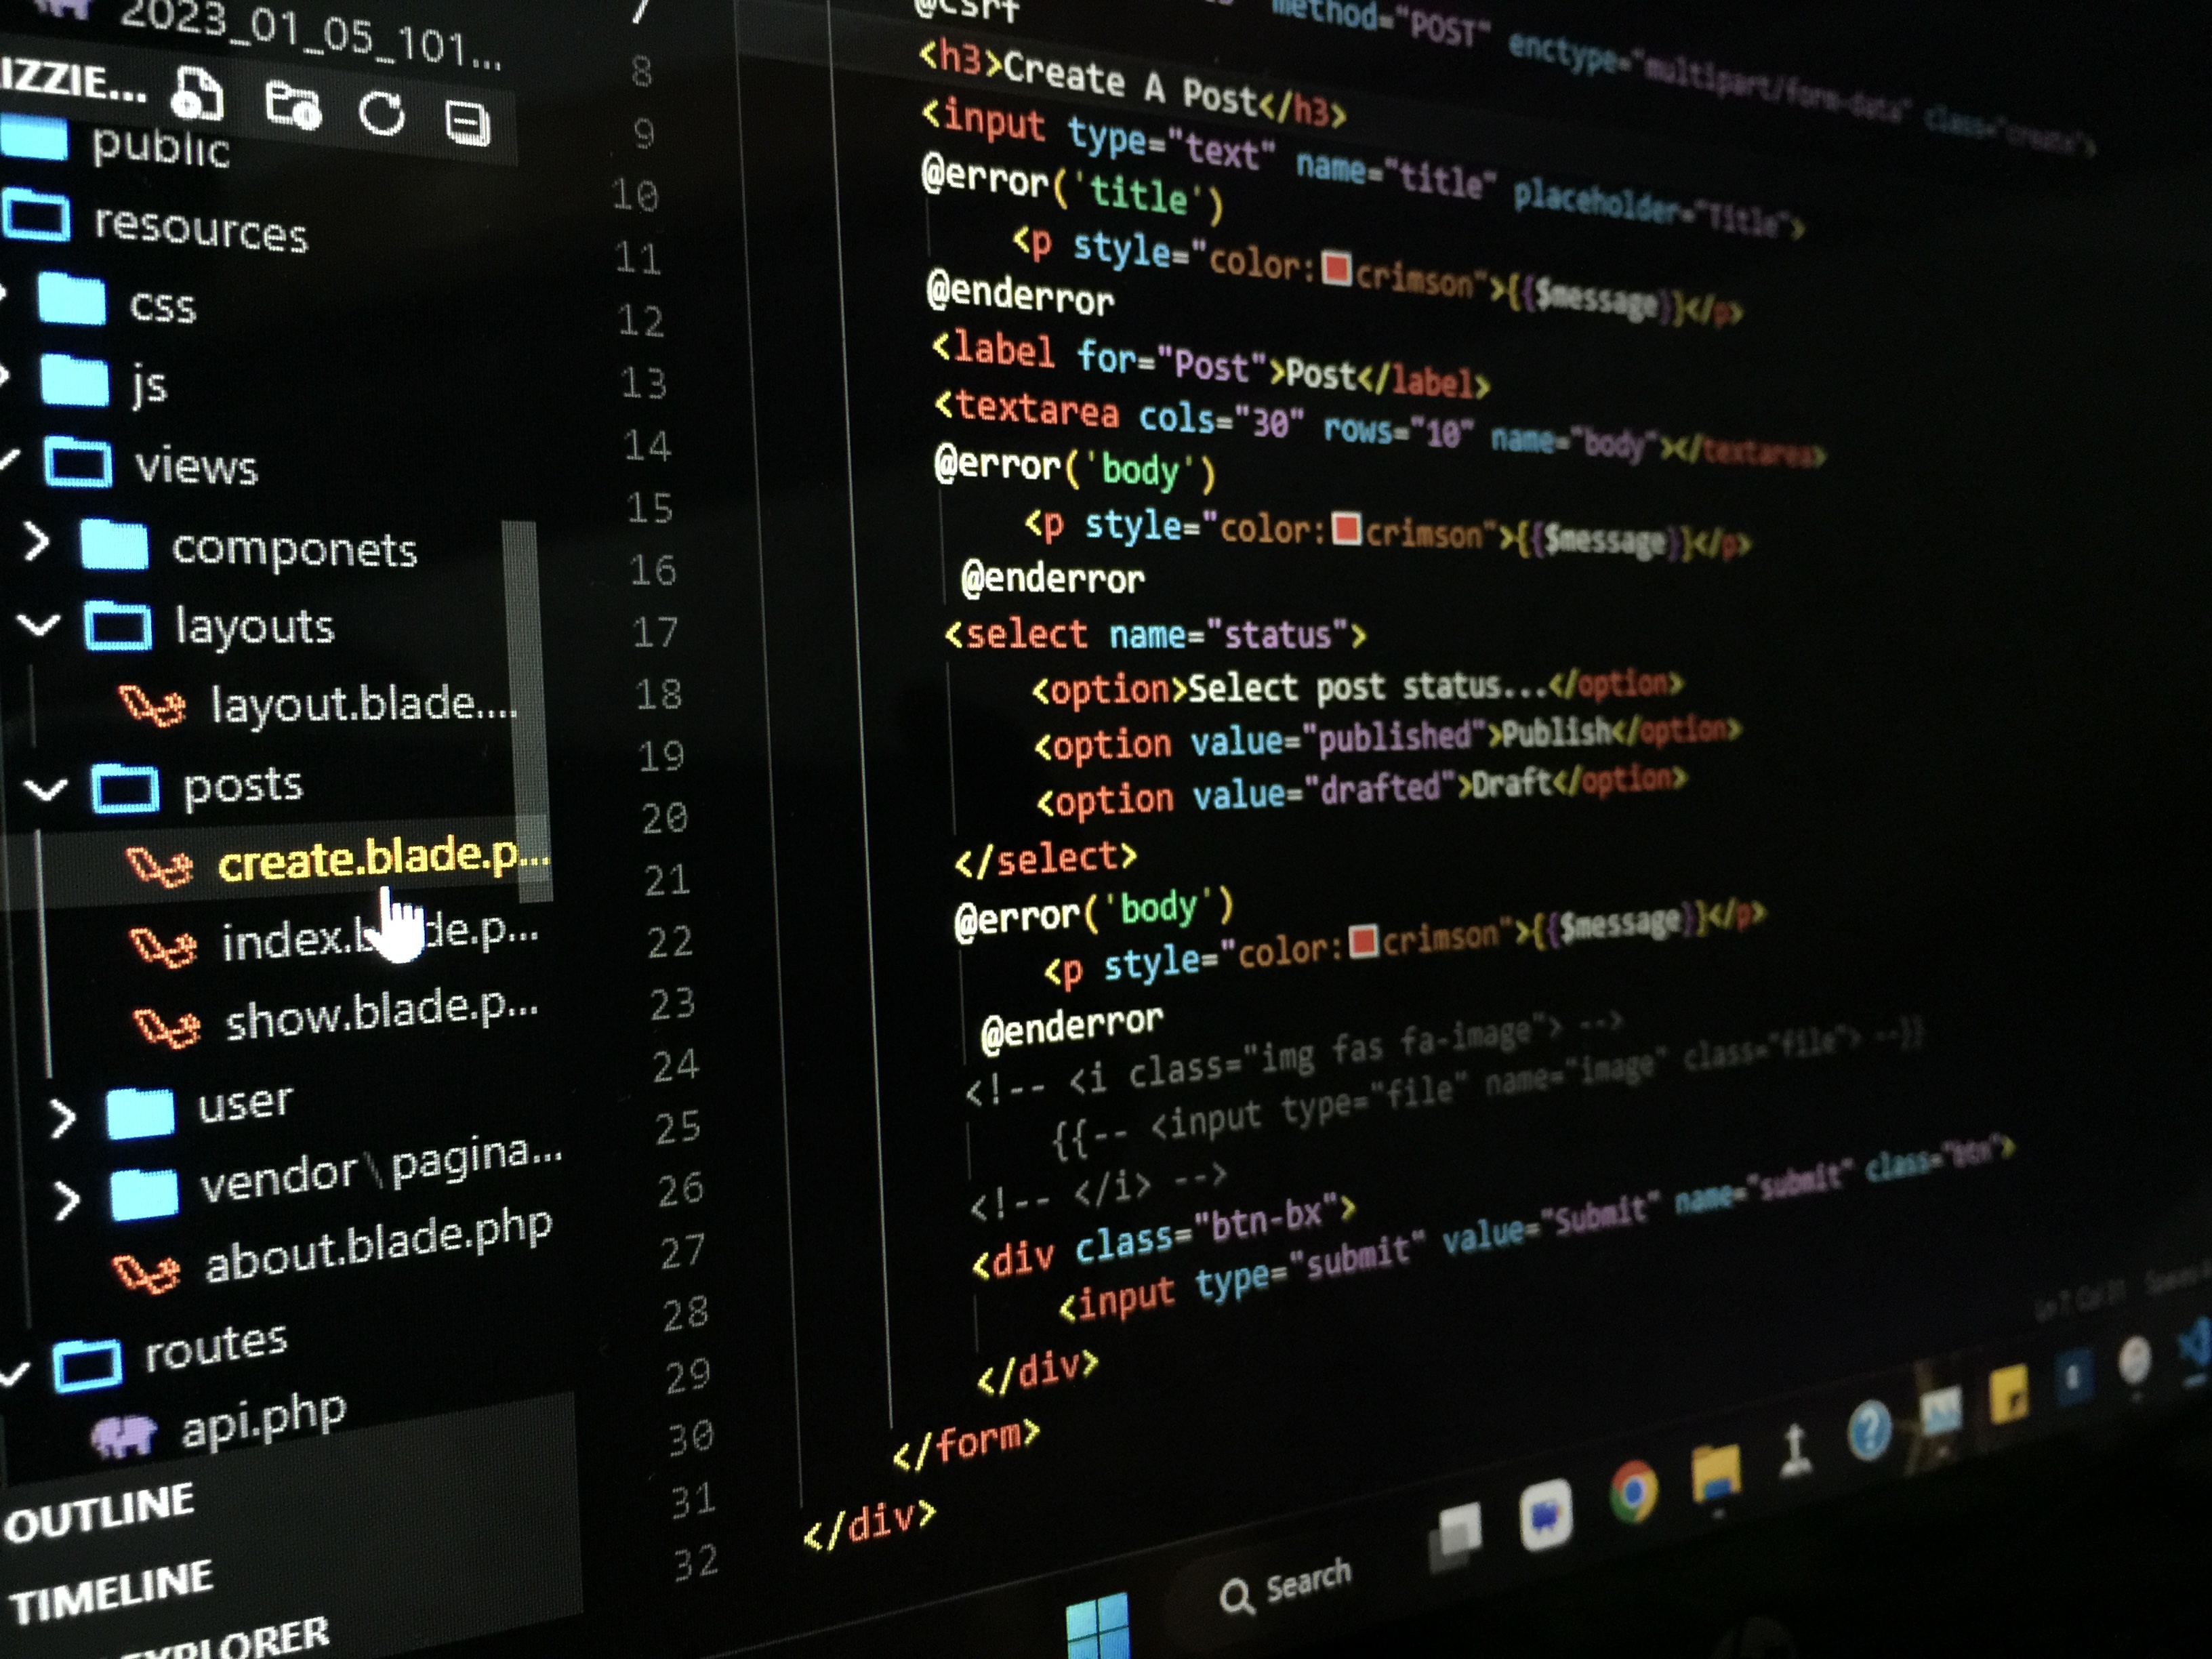 2023_01_05_101...
IZZIE...
public
resources
css
js
views
componets
layouts
layout.blade....
posts
create.blade.p...
index.blade.p...
show.blade.p...
user
vendor\pagina...
about.blade.php
routes
api.php
OUTLINE
TIMELINE
EXPLORER
method="POST" enctype="multipart/form-data" class="create">
7 @csrf
8 <h3>Create A Post</h3>
9 <input type="text" name="title" placeholder="Title">
10 @error('title')
11 <p style="color:crimson">{{$message}}</p>
12 @enderror
13 <label for="Post">Post</label>
14 <textarea cols="30" rows="10" name="body"></textarea>
15 @error('body')
16 <p style="color:crimson">{{$message}}</p>
17 @enderror
18 <select name="status">
19 <option>Select post status...</option>
20 <option value="published">Publish</option>
21 <option value="drafted">Draft</option>
22 </select>
23 @error('body')
24 <p style="color:crimson">{{$message}}</p>
25 @enderror
26 <!-- <i class="img fas fa-image"> -->
27 {{-- <input type="file" name="image" class="file"> --}}
28 <!-- </i> -->
29 <div class="btn-bx">
30 <input type="submit" value="Submit" name="submit" class="btn">
31 </div>
32 </form>
</div>
Search